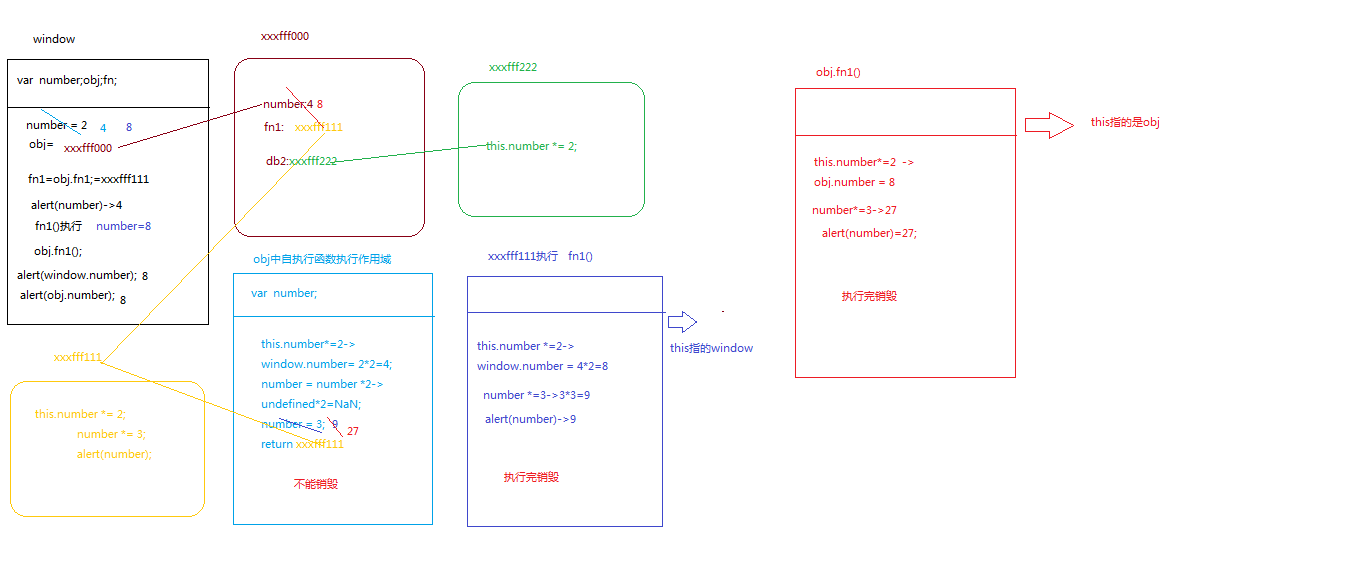 window
var  number;obj;fn;
number = 2  4  8
obj=  xxxfff000
fn1=obj.fn1;=xxxfff111
alert(number)->4
fn1()执行  number=8
obj.fn1();
alert(window.number);  8
alert(obj.number);  8
xxxfff000
number:4 8
fn1:  xxxfff111
db2:xxxfff222
xxxfff222
this.number *= 2;
obj.fn1()
this.number*=2  ->
obj.number = 8
number*=3->27
alert(number)=27;
执行完销毁
this指的是obj
xxxfff111
this.number *= 2;
number *= 3;
alert(number);
obj中自执行函数执行作用域
var  number;
this.number*=2->
window.number= 2*2=4;
number = number *2->
undefined*2=NaN;
number = 3;  9
27
return xxxfff111
不能销毁
xxxfff111执行  fn1()
this.number *=2->
window.number = 4*2=8
number *=3->3*3=9
alert(number)->9
执行完销毁
this指的window